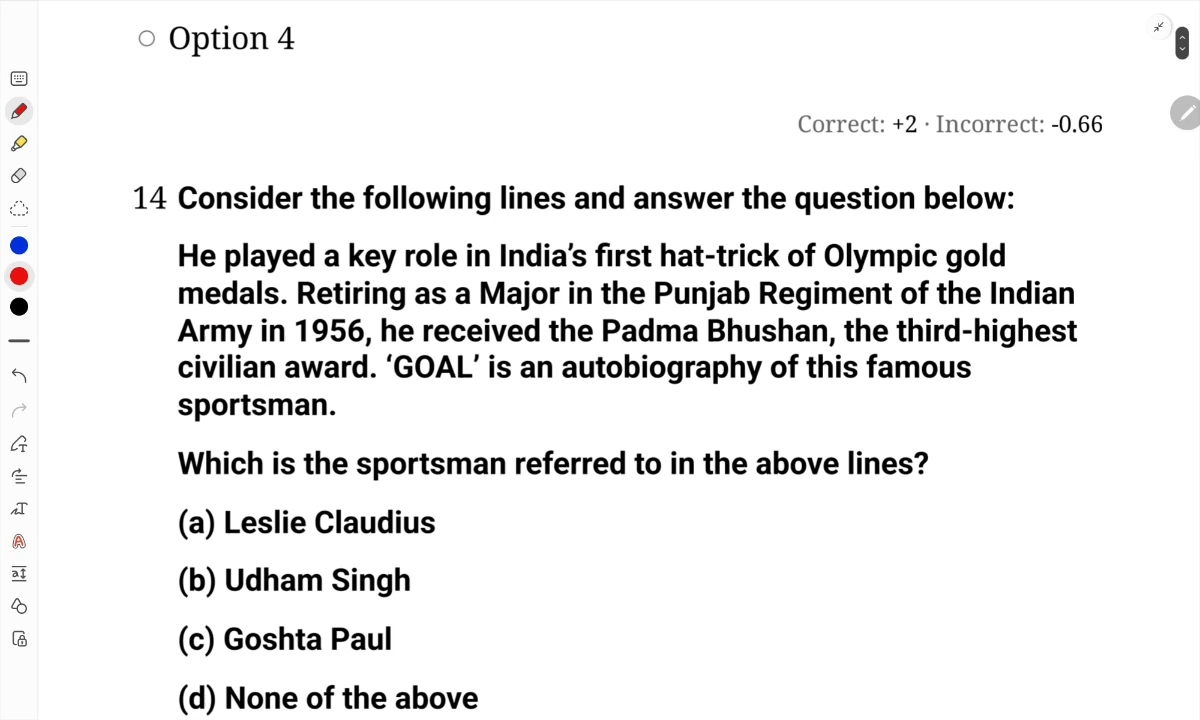 Option 4
Correct: +2 · Incorrect: -0.66
14 Consider the following lines and answer the question below:
He played a key role in India’s first hat-trick of Olympic gold
medals. Retiring as a Major in the Punjab Regiment of the Indian
Army in 1956, he received the Padma Bhushan, the third-highest
civilian award. ‘GOAL’ is an autobiography of this famous
sportsman.
Which is the sportsman referred to in the above lines?
(a) Leslie Claudius
(b) Udham Singh
(c) Goshta Paul
(d) None of the above